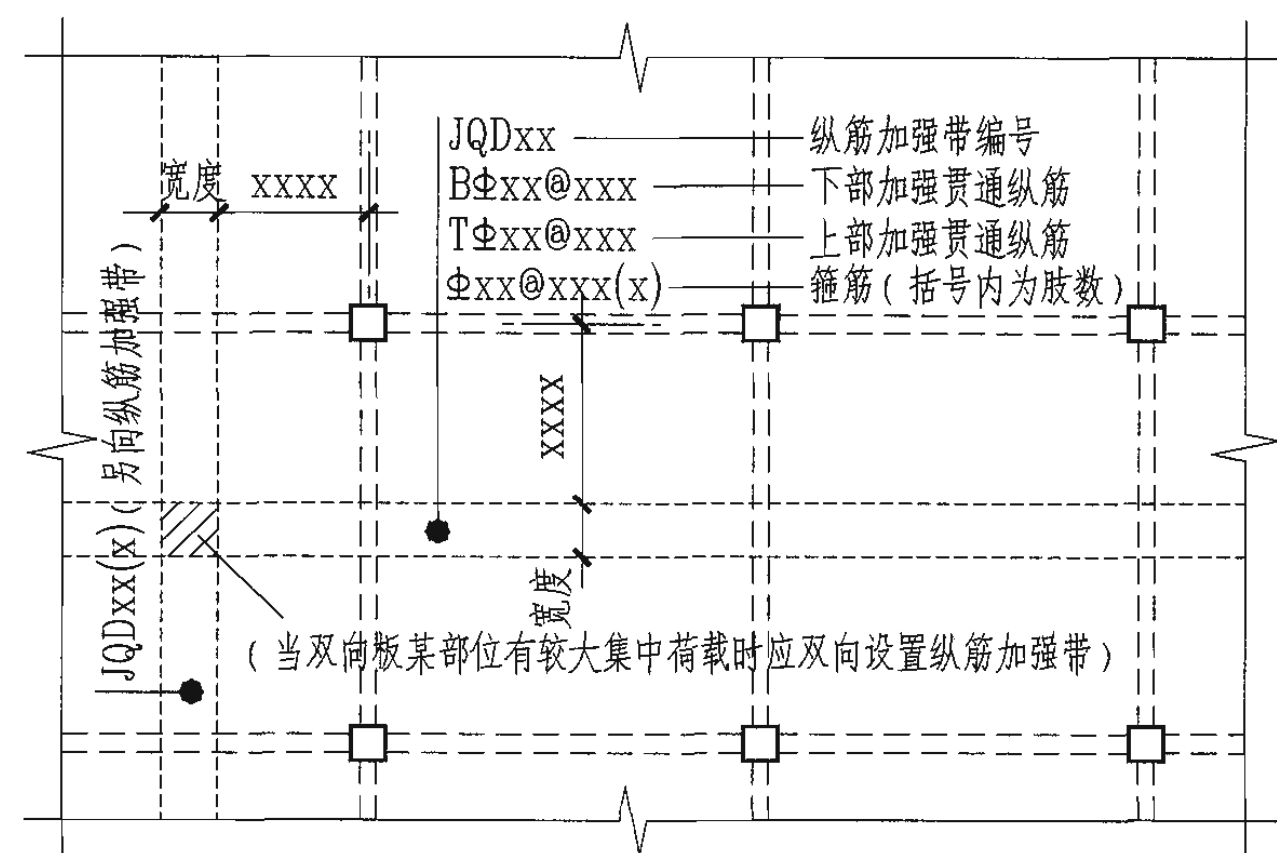 JQDxx 纵筋加强带编号
BΦxx@xxx 下部加强贯通纵筋
TΦxx@xxx 上部加强贯通纵筋
Φxx@xxx(x) 箍筋(括号内为肢数)
宽度 xxxx
JQDxx(x)(另向纵筋加强带)
xxxx
宽度
(当双向板某部位有较大集中荷载时应双向设置纵筋加强带)